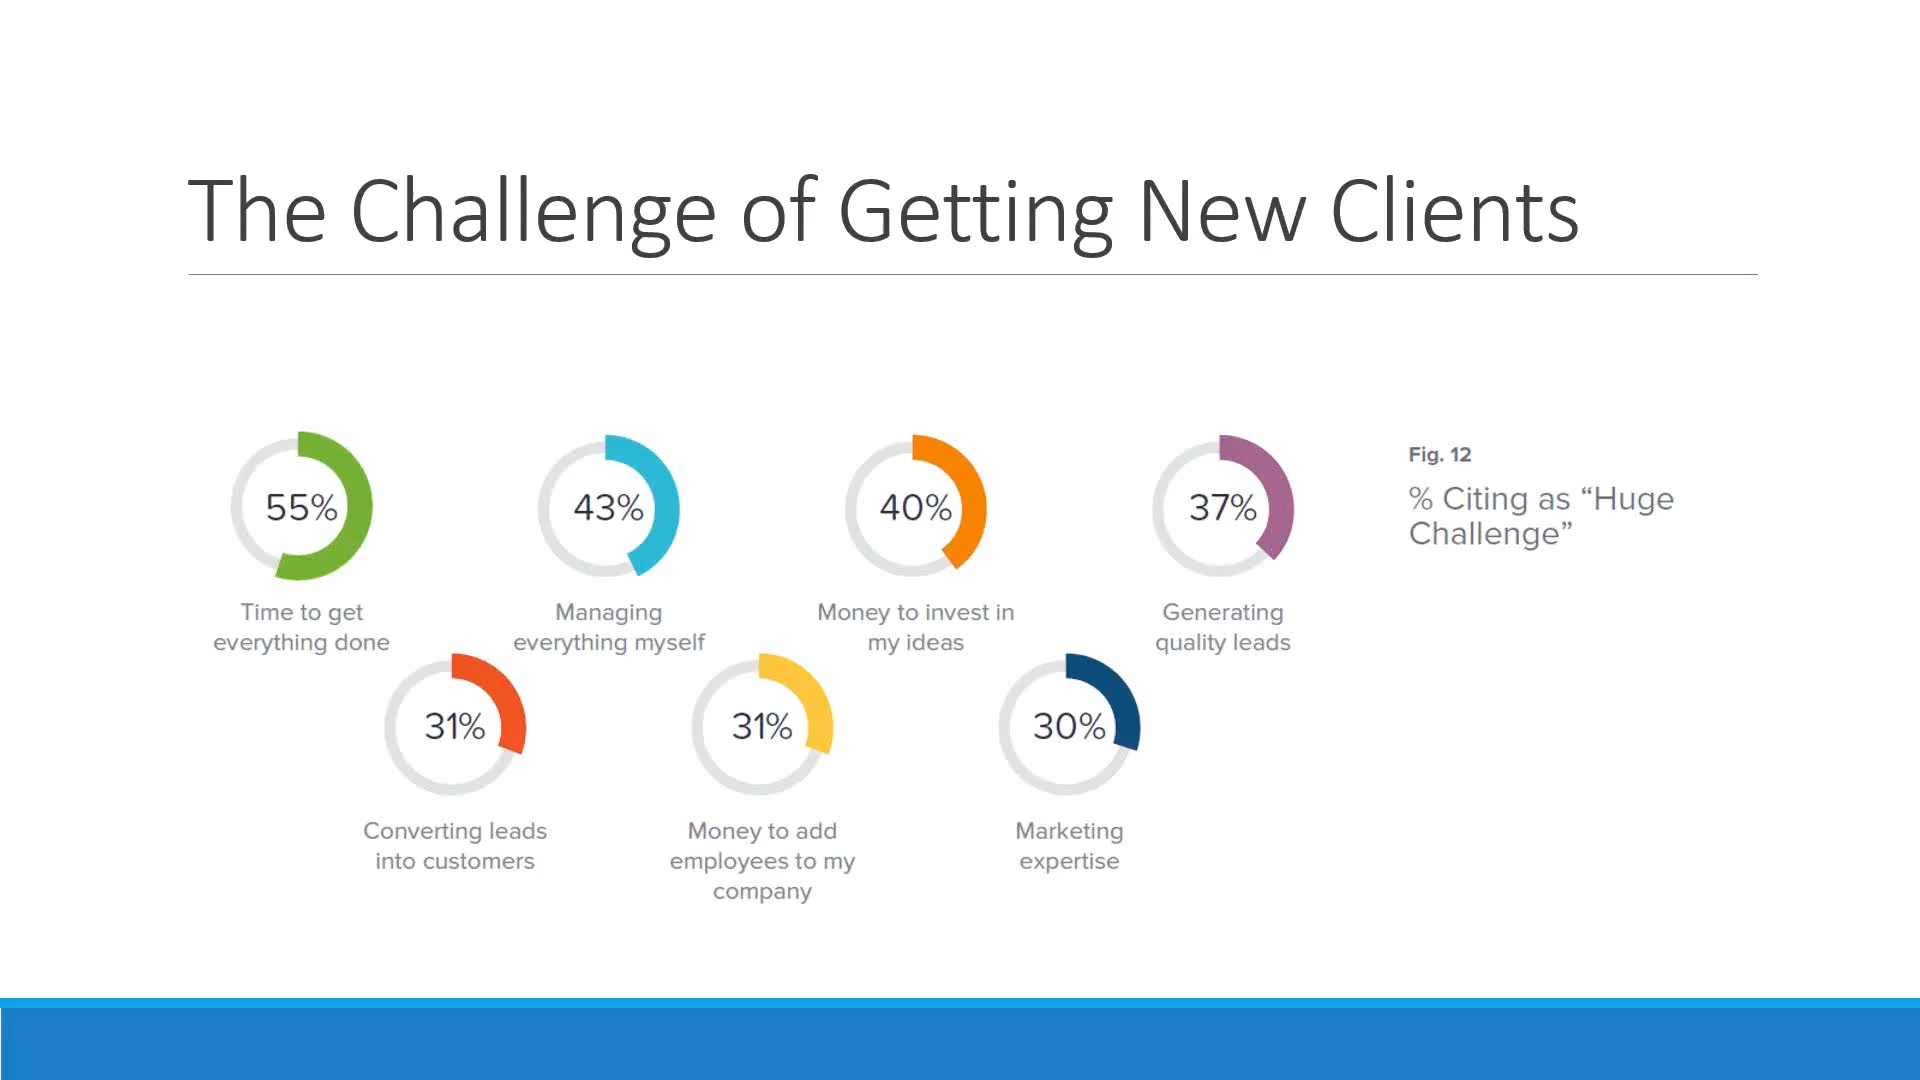 The Challenge of Getting New Clients
55%
43%
40%
37%
Fig. 12
% Citing as “Huge
Challenge”
Time to get
everything done
Managing
everything myself
Money to invest in
my ideas
Generating
quality leads
31%
31%
30%
Converting leads
into customers
Money to add
employees to my
company
Marketing
expertise